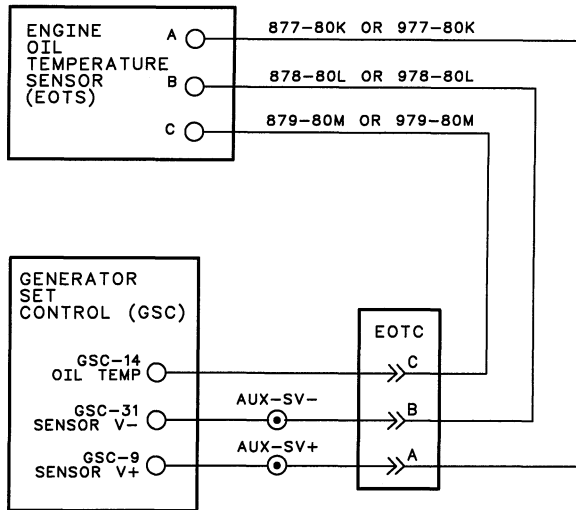 ENGINE
OIL
TEMPERATURE
SENSOR
(EOTS)
A
877-80K OR 977-80K
B
878-80L OR 978-80L
C
879-80M OR 979-80M
GENERATOR
SET
CONTROL (GSC)
EOTC
GSC-14
OIL TEMP
C
GSC-31
SENSOR V-
AUX-SV-
B
GSC-9
SENSOR V+
AUX-SV+
A